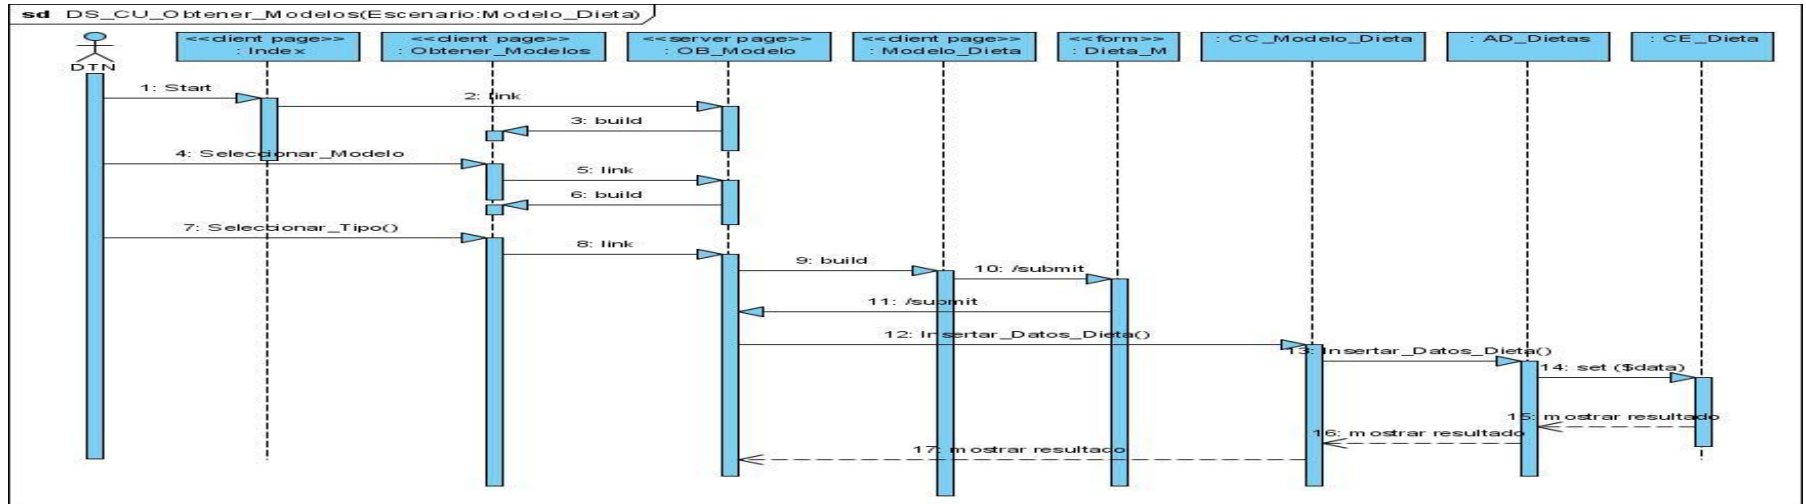 sd DS_CU_Obtener_Modelos(Escenario:Modelo_Dieta)
DTN
<<client page>>
: Index
<<client page>>
: Obtener_Modelos
<<server page>>
: OB_Modelo
<<client page>>
: Modelo_Dieta
<<form>>
: Dieta_M
: CC_Modelo_Dieta
: AD_Dietas
: CE_Dieta
1: Start
2: link
3: build
4: Seleccionar_Modelo
5: link
6: build
7: Seleccionar_Tipo()
8: link
9: build
10: /submit
11: /submit
12: Insertar_Datos_Dieta()
13: Insertar_Datos_Dieta()
14: set ($data)
15: mostrar resultado
16: mostrar resultado
17: mostrar resultado